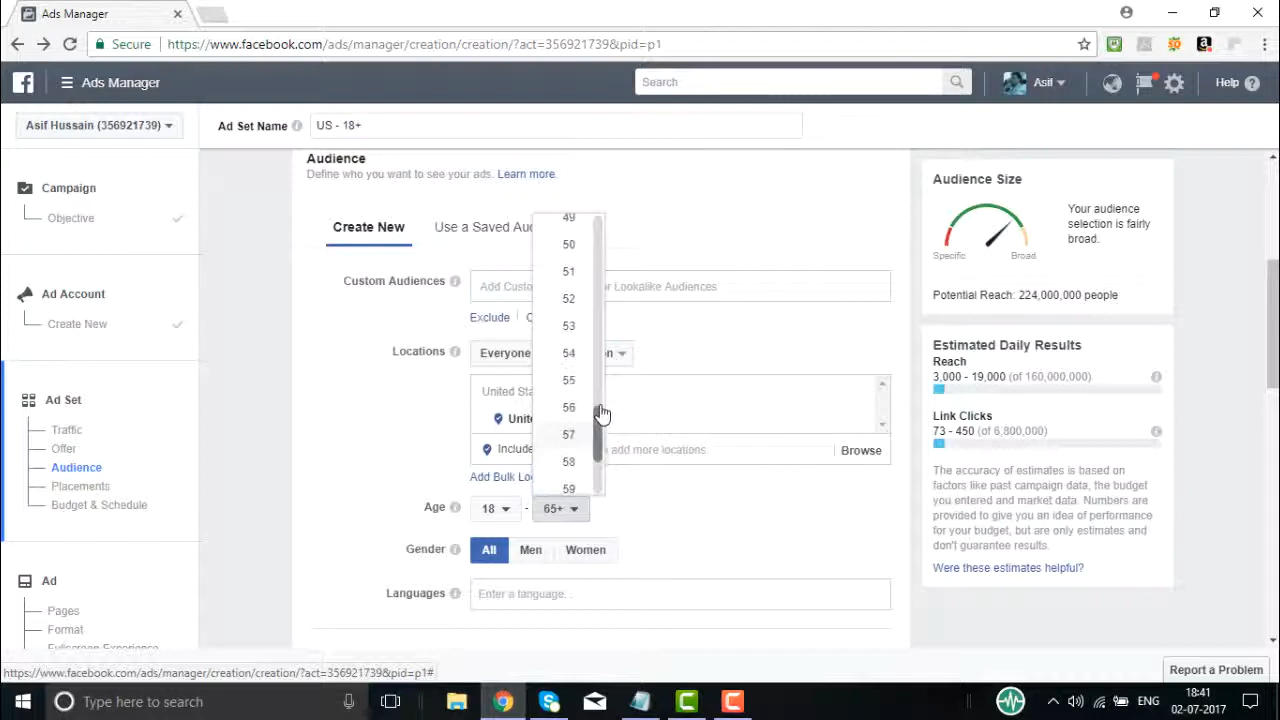 Ads Manager
Secure https://www.facebook.com/ads/manager/creation/creation/?act=356921739&pid=p1
Ads Manager
Search
Asif
Help
Asif Hussain (356921739)
Ad Set Name
US - 18+
Campaign
Objective
Ad Account
Create New
Ad Set
Traffic
Offer
Audience
Placements
Budget & Schedule
Ad
Pages
Format
Fullscreen Experience
Audience
Define who you want to see your ads. Learn more.
Create New
Use a Saved Au
Custom Audiences
Add Custo
or Lookalike Audiences
Exclude
Locations
Everyone
n
United Sta
Unite
Include
add more locations
Browse
Add Bulk Lo
49
50
51
52
53
54
55
56
57
58
59
Age
18
-
65+
Gender
All
Men
Women
Languages
Enter a language...
Audience Size
Specific
Broad
Your audience
selection is fairly
broad.
Potential Reach: 224,000,000 people
Estimated Daily Results
Reach
3,000 - 19,000 (of 160,000,000)
Link Clicks
73 - 450 (of 6,800,000)
The accuracy of estimates is based on
factors like past campaign data, the budget
you entered and market data. Numbers are
provided to give you an idea of performance
for your budget, but are only estimates and
don't guarantee results.
Were these estimates helpful?
https://www.facebook.com/ads/manager/creation/creation/?act=356921739&pid=p1#
Report a Problem
Type here to search
ENG
18:41
02-07-2017